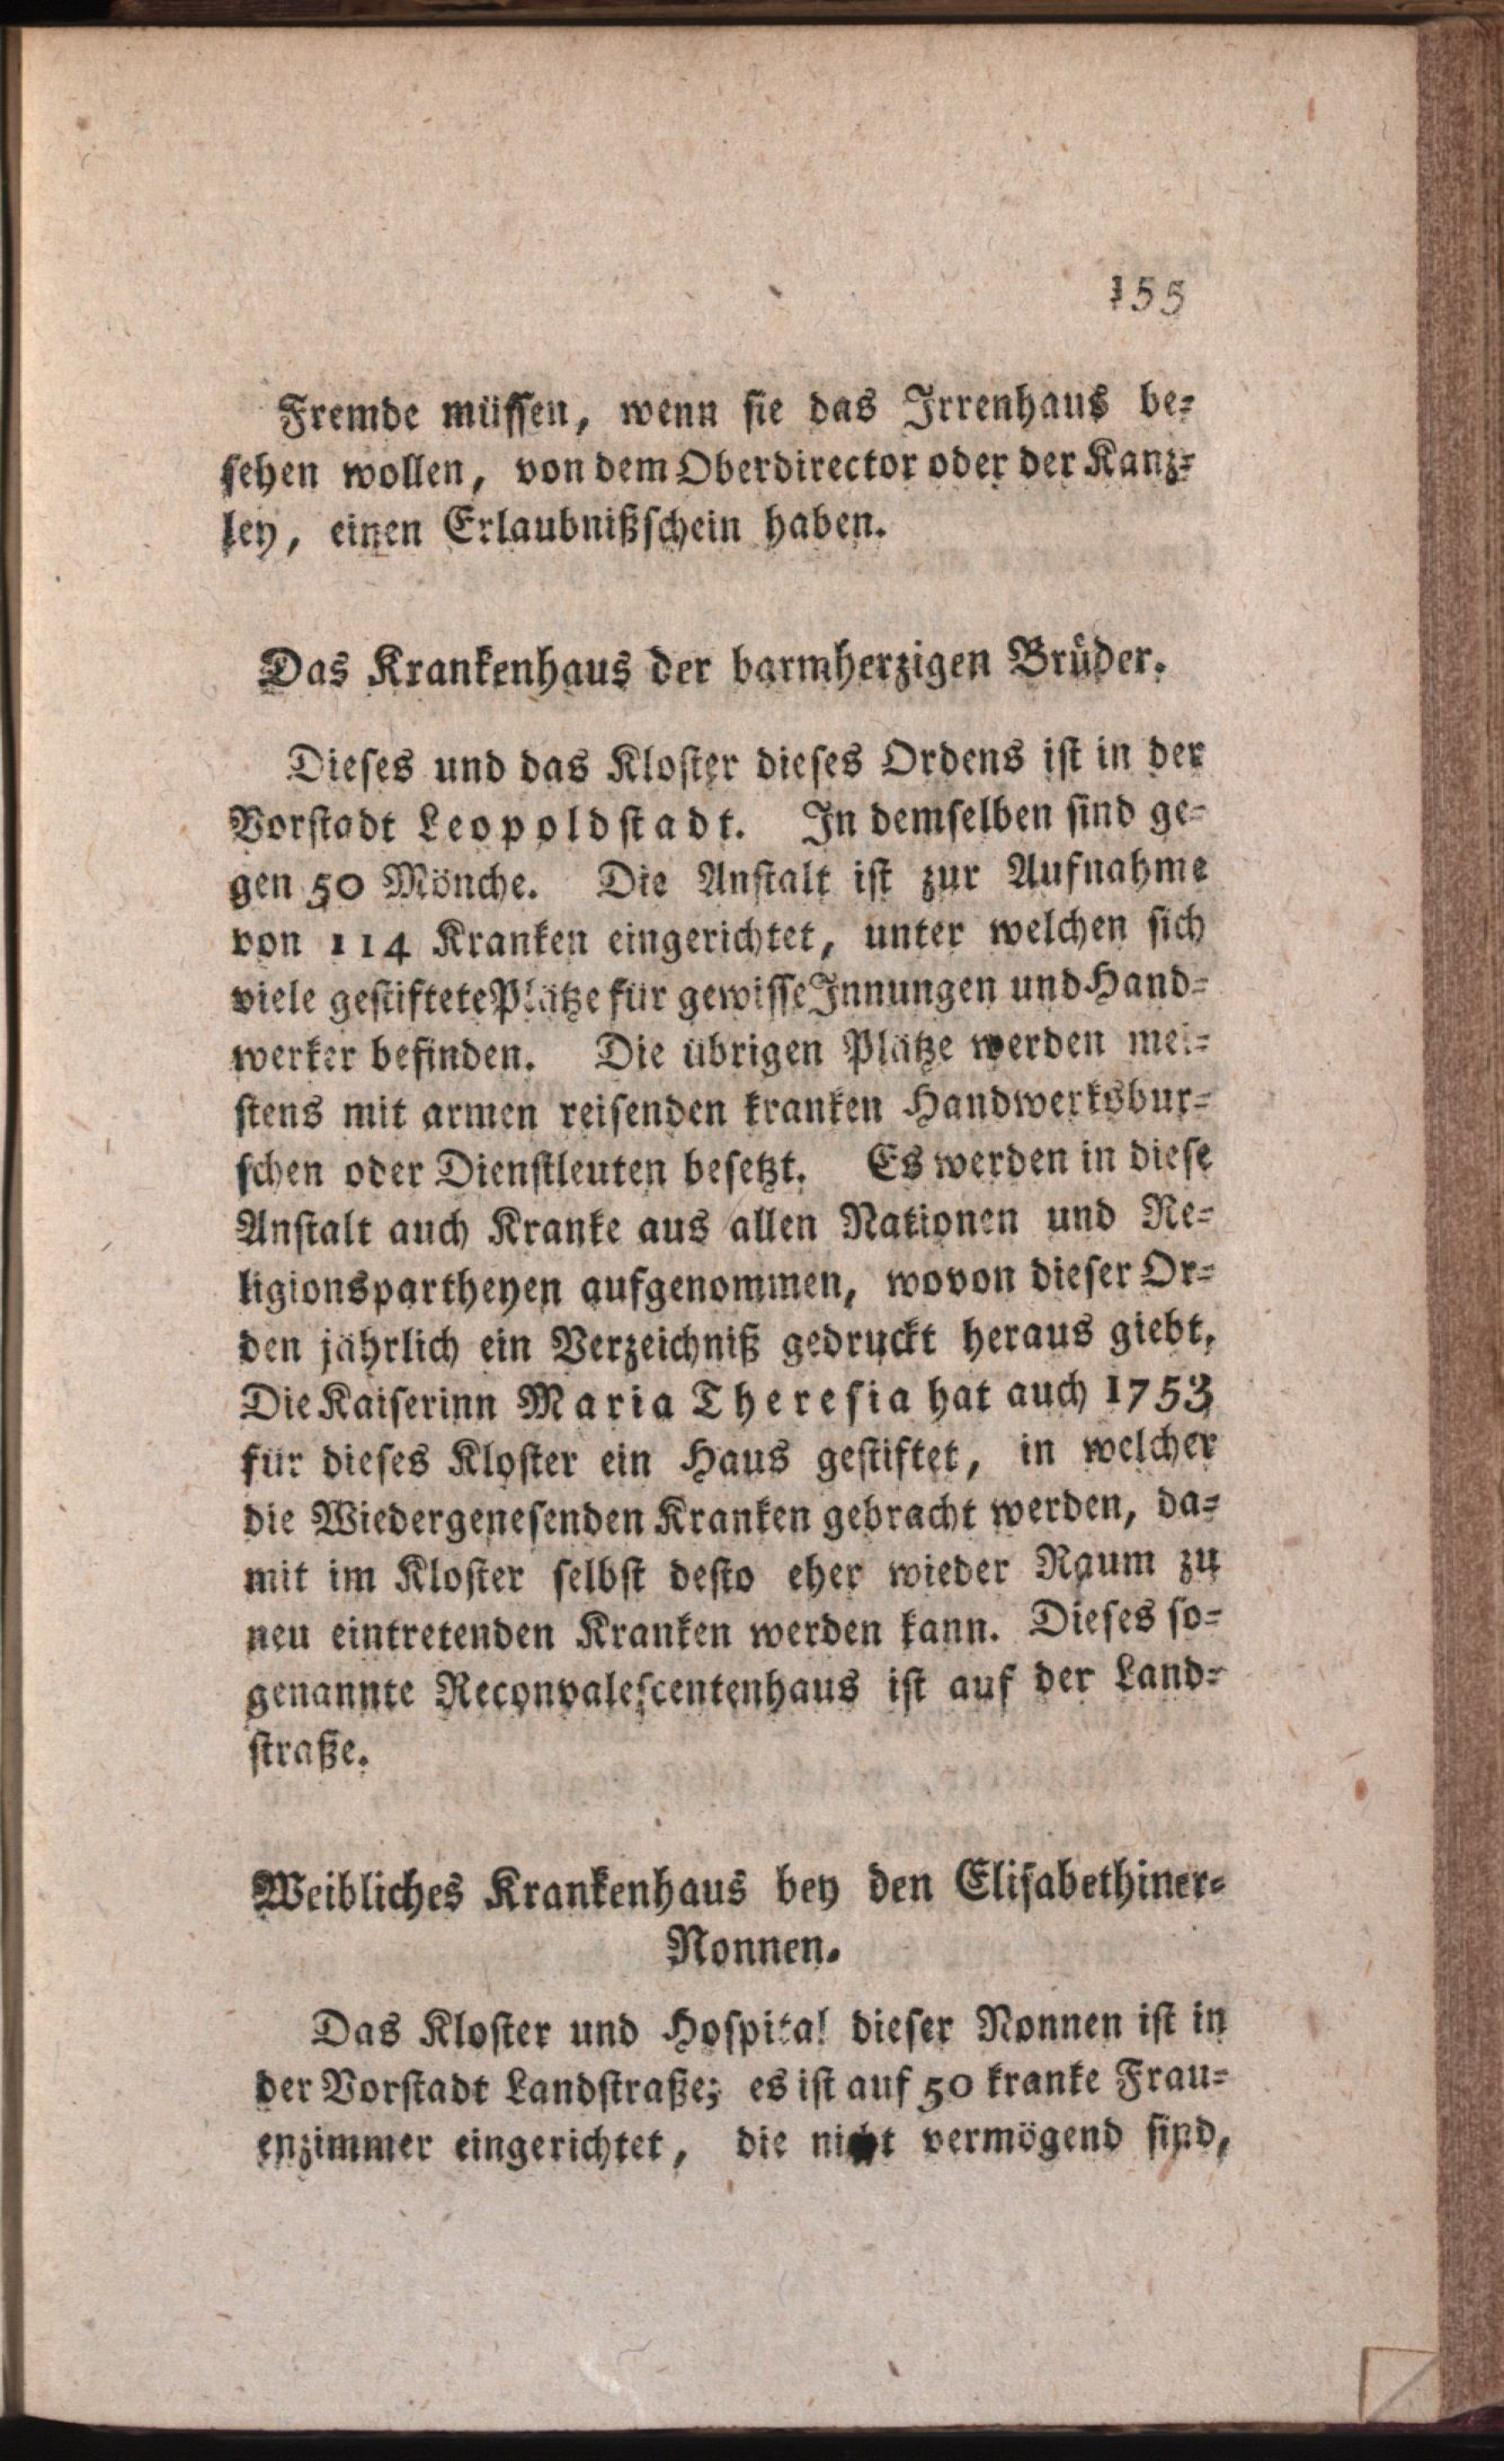 155
Fremde müssen, wenn sie das Irrenhaus be-
sehen wollen, von dem Oberdirector oder der Kanz-
ley, einen Erlaubnißschein haben.
Das Krankenhaus der barmherzigen Brüder.
Dieses und das Kloster dieses Ordens ist in der
Vorstadt Leopoldstadt. In demselben sind ge-
gen 50 Mönche. Die Anstalt ist zur Aufnahme
von 114 Kranken eingerichtet, unter welchen sich
viele gestiftete Plätze für gewisse Innungen und Hand-
werker befinden. Die übrigen Plätze werden mei-
stens mit armen reisenden kranken Handwerksbur-
schen oder Dienstleuten besetzt. Es werden in diese
Anstalt auch Kranke aus allen Nationen und Re-
ligionspartheyen aufgenommen, wovon dieser Or-
den jährlich ein Verzeichniß gedruckt heraus giebt,
Die Kaiserinn Maria Theresia hat auch 1753
für dieses Kloster ein Haus gestiftet, in welcher
die Wiedergenesenden Kranken gebracht werden, da-
mit im Kloster selbst desto eher wieder Raum zu
neu eintretenden Kranken werden kann. Dieses so-
genannte Reconvalescentenhaus ist auf der Land-
straße.
Weibliches Krankenhaus bey den Elisabethiner-
Nonnen.
Das Kloster und Hospital dieser Nonnen ist in
der Vorstadt Landstraße; es ist auf 50 kranke Frau-
enzimmer eingerichtet, die nicht vermögend sind,